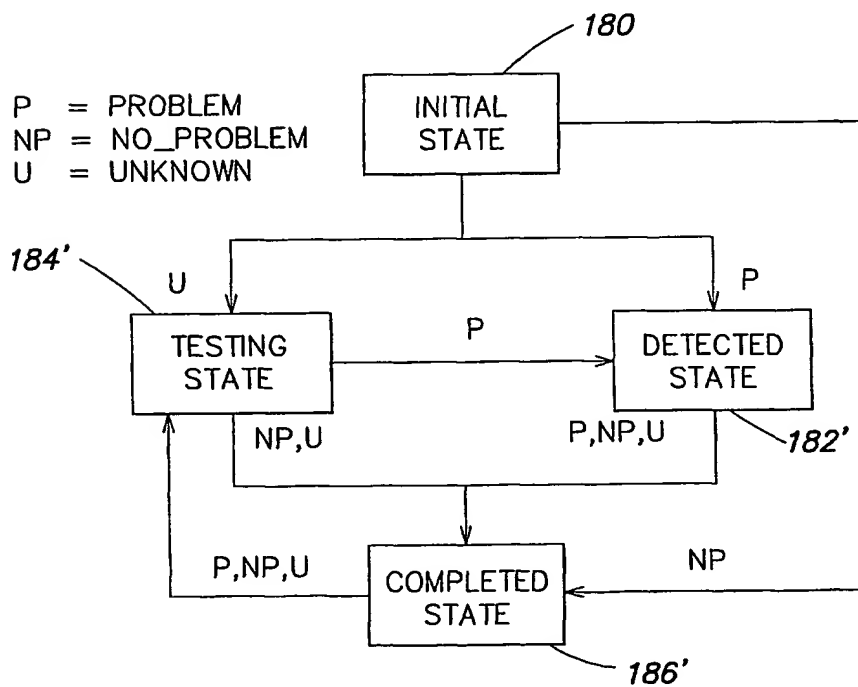 180
P = PROBLEM
NP = NO_PROBLEM
U = UNKNOWN
INITIAL
STATE
184'
U
P
TESTING
STATE
P
DETECTED
STATE
NP,U
P,NP,U
182'
P,NP,U
COMPLETED
STATE
NP
186'